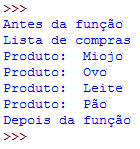 >>>
Antes da função
Lista de compras
Produto:  Miojo
Produto:  Ovo
Produto:  Leite
Produto:  Pão
Depois da função
>>>